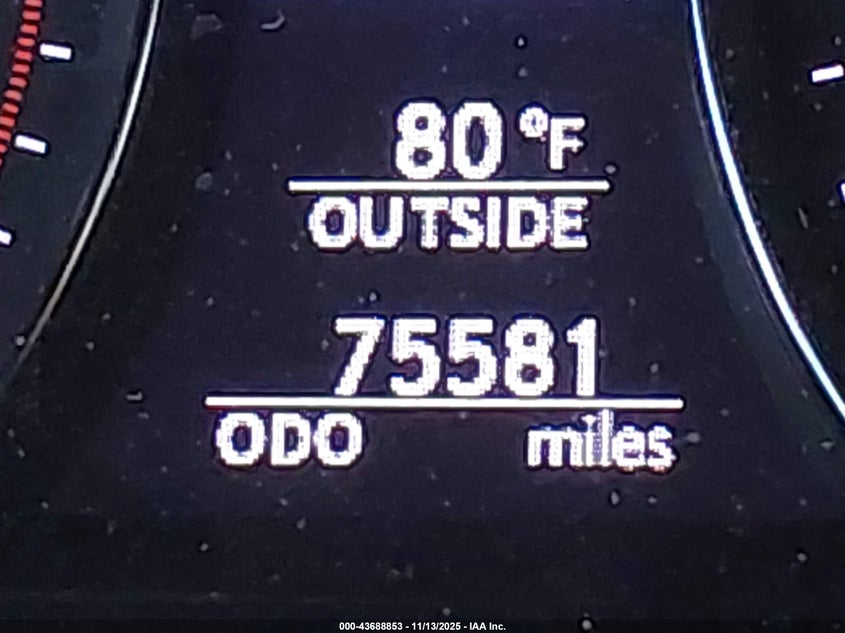 80 °F
OUTSIDE
75581
ODO miles
000-43688853 - 11/13/2025 - IAA Inc.